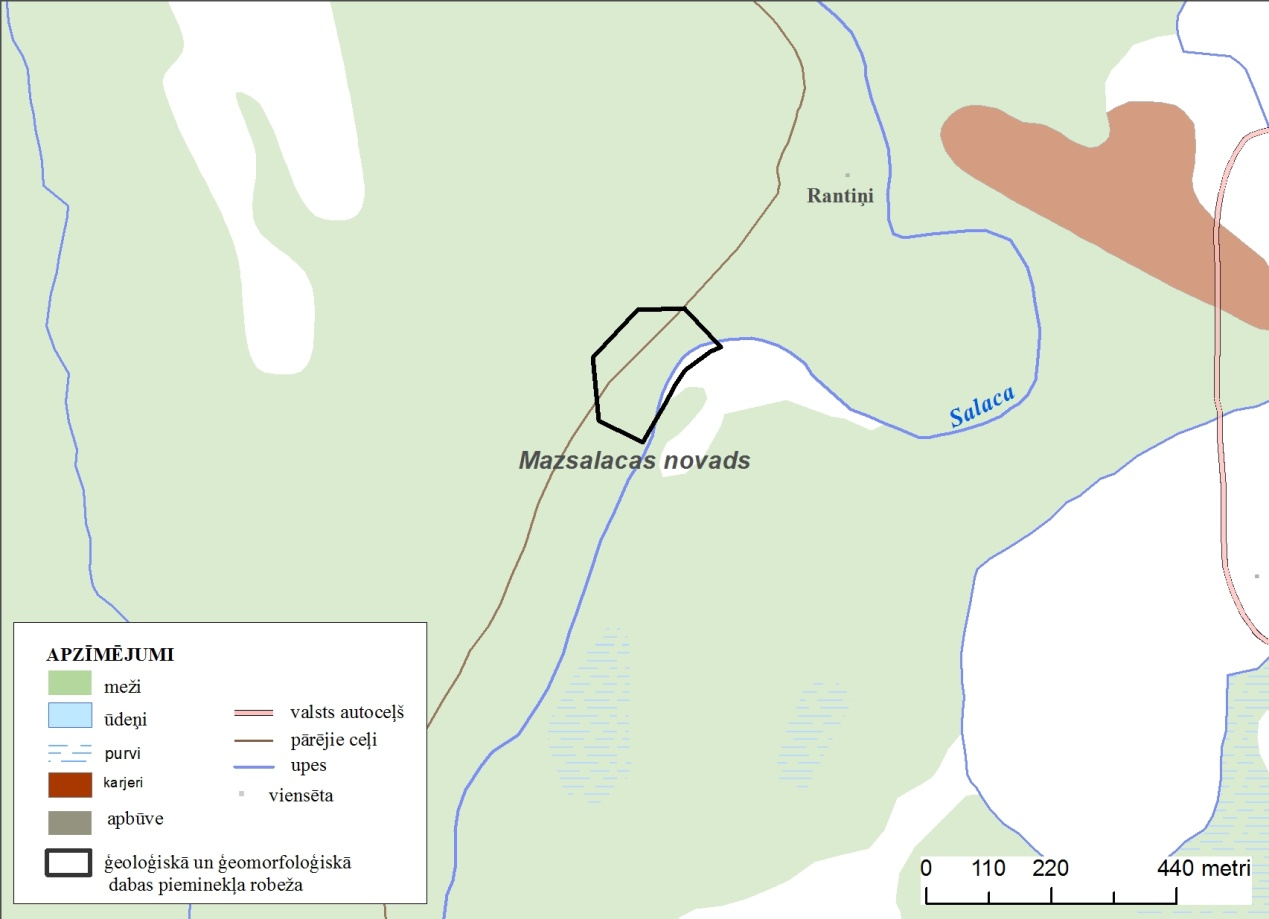 Rantiņi
Salaca
Mazsalacas novads
APZĪMĒJUMI
meži
ūdeņi
purvi
karjeri
apbūve
ģeoloģiskā un ģeomorfoloģiskā
dabas pieminekļa robeža
valsts autoceļš
pārējie ceļi
upes
viensēta
0 110 220 440 metri